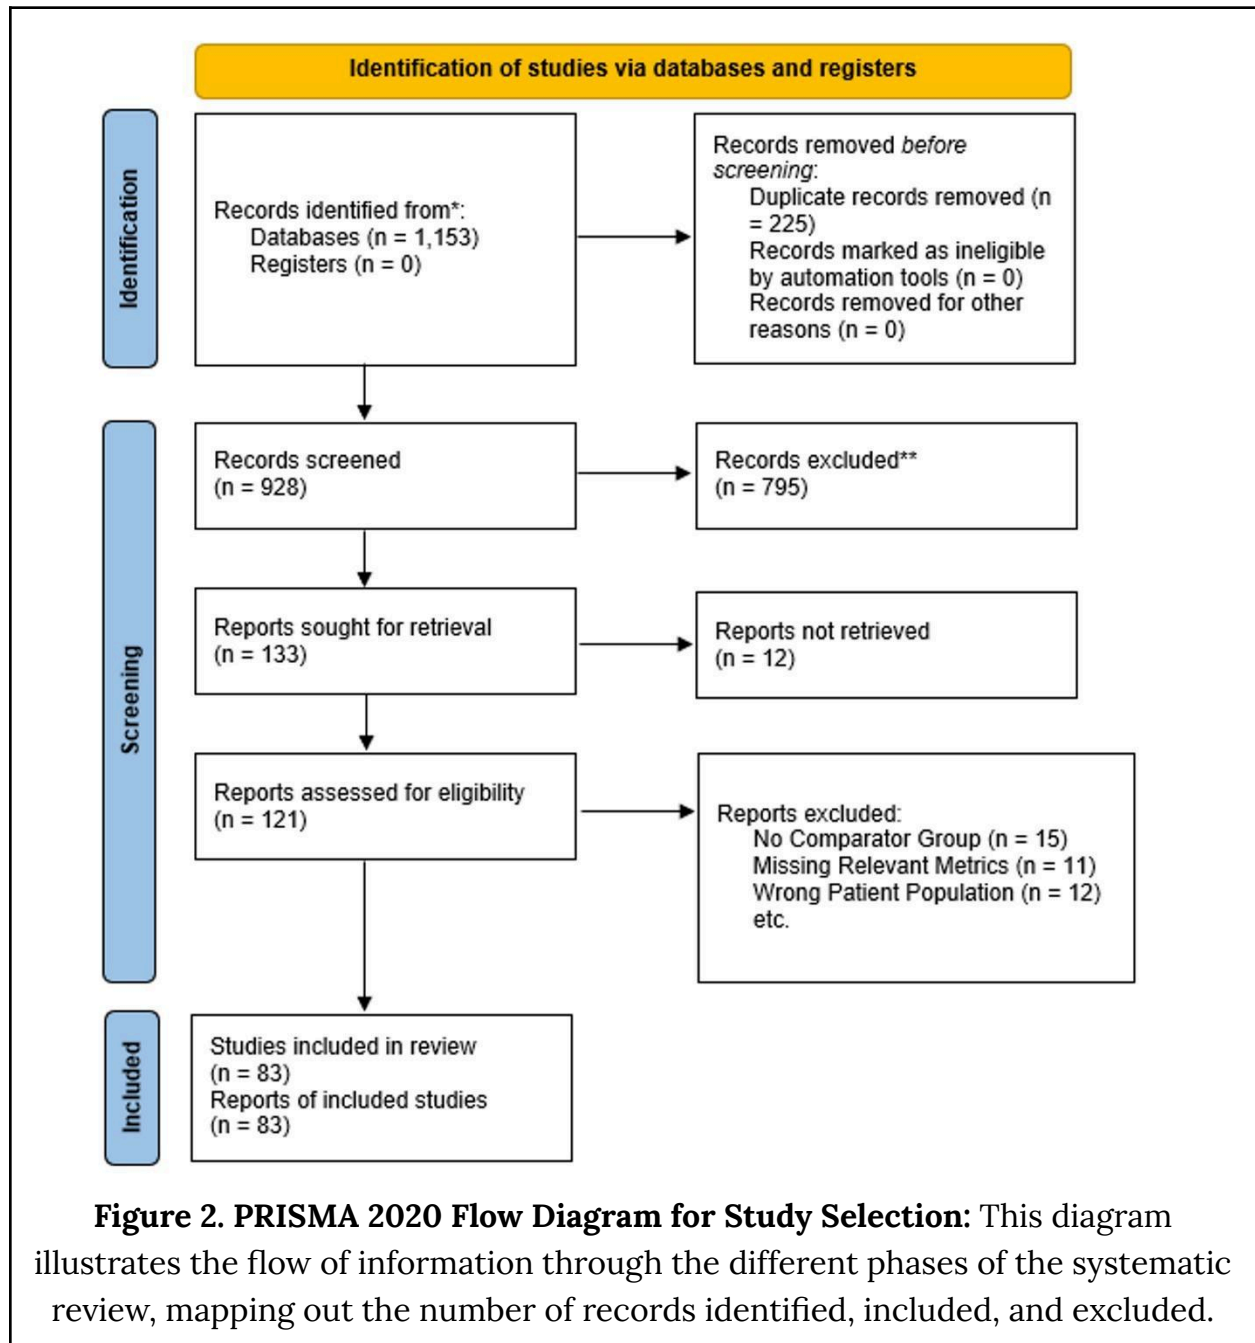 Identification of studies via databases and registers
Identification
Records identified from*:
Databases (n = 1,153)
Registers (n = 0)
Records removed before
screening:
Duplicate records removed (n
= 225)
Records marked as ineligible
by automation tools (n = 0)
Records removed for other
reasons (n = 0)
Screening
Records screened
(n = 928)
Records excluded**
(n = 795)
Reports sought for retrieval
(n = 133)
Reports not retrieved
(n = 12)
Reports assessed for eligibility
(n = 121)
Reports excluded:
No Comparator Group (n = 15)
Missing Relevant Metrics (n = 11)
Wrong Patient Population (n = 12)
etc.
Included
Studies included in review
(n = 83)
Reports of included studies
(n = 83)
Figure 2. PRISMA 2020 Flow Diagram for Study Selection: This diagram
illustrates the flow of information through the different phases of the systematic
review, mapping out the number of records identified, included, and excluded.